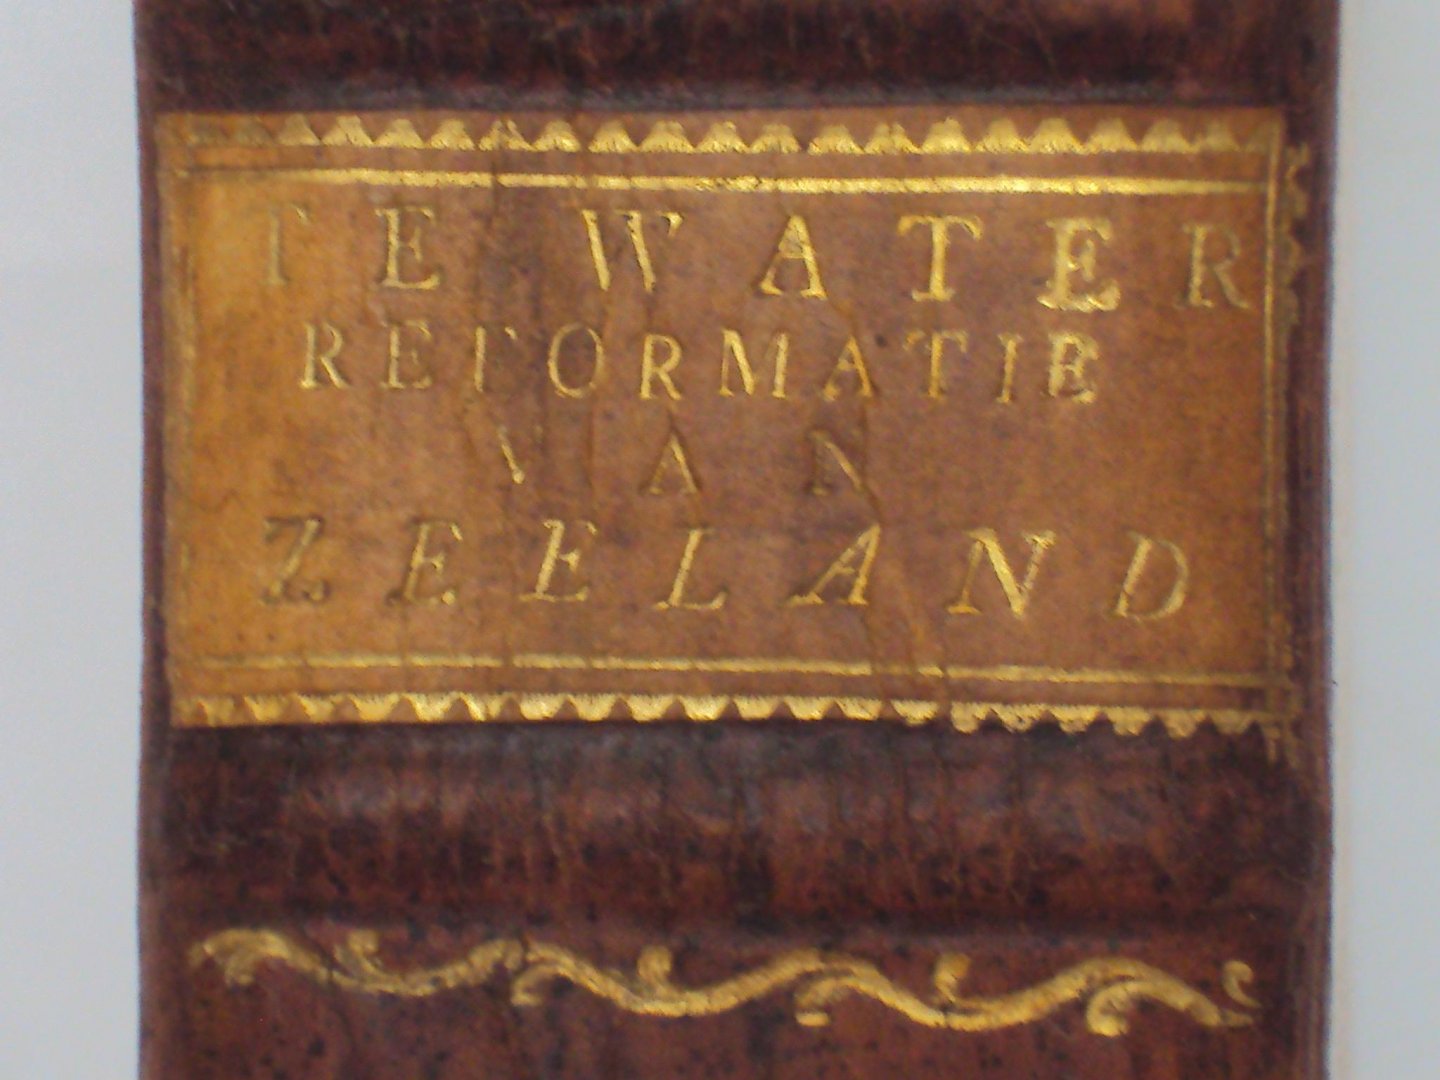 TE WATER
REFORMATIE
VAN
ZEELAND